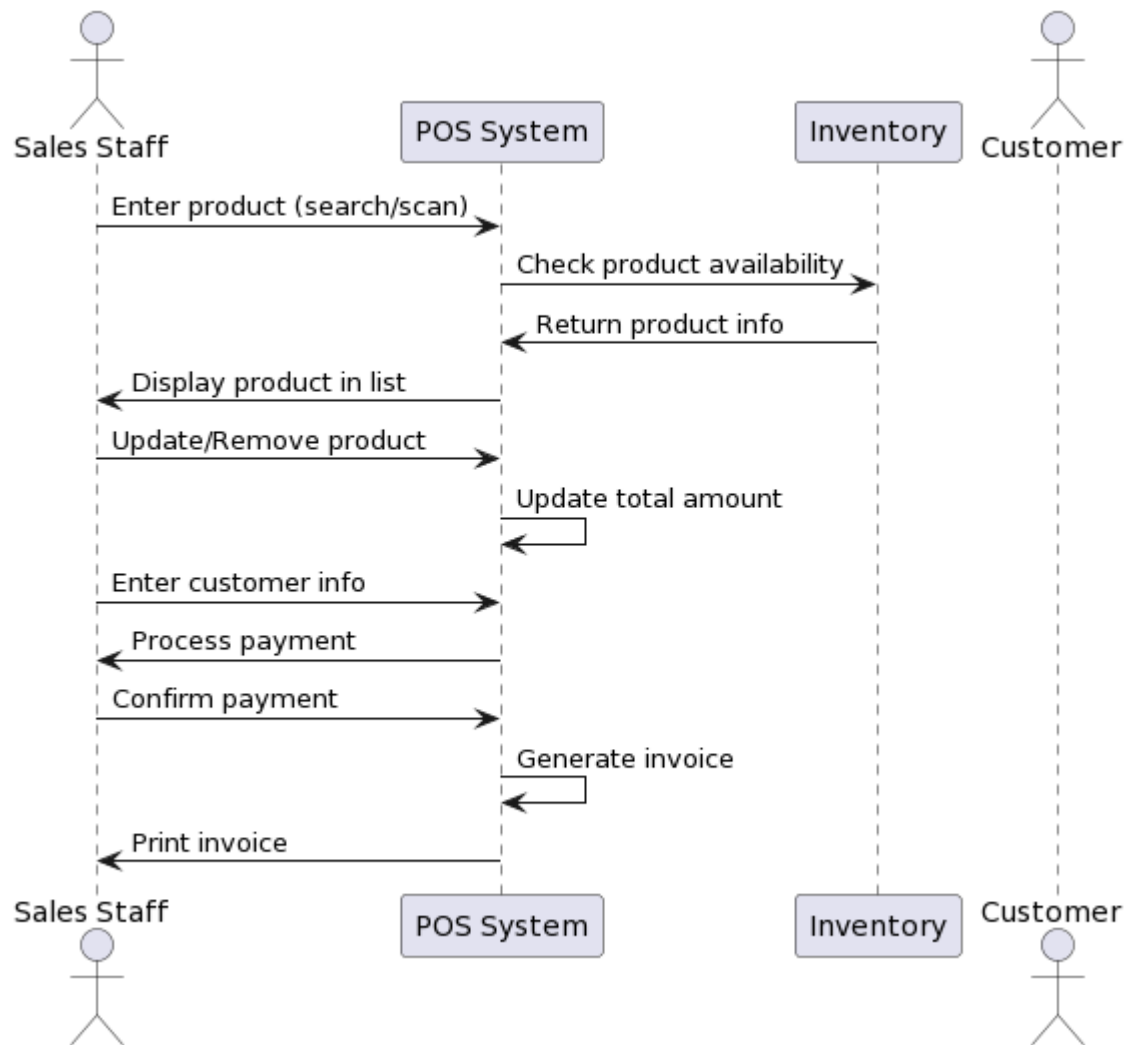 Sales Staff
POS System
Inventory
Customer
Enter product (search/scan)
Check product availability
Return product info
Display product in list
Update/Remove product
Update total amount
Enter customer info
Process payment
Confirm payment
Generate invoice
Print invoice
Sales Staff
POS System
Inventory
Customer